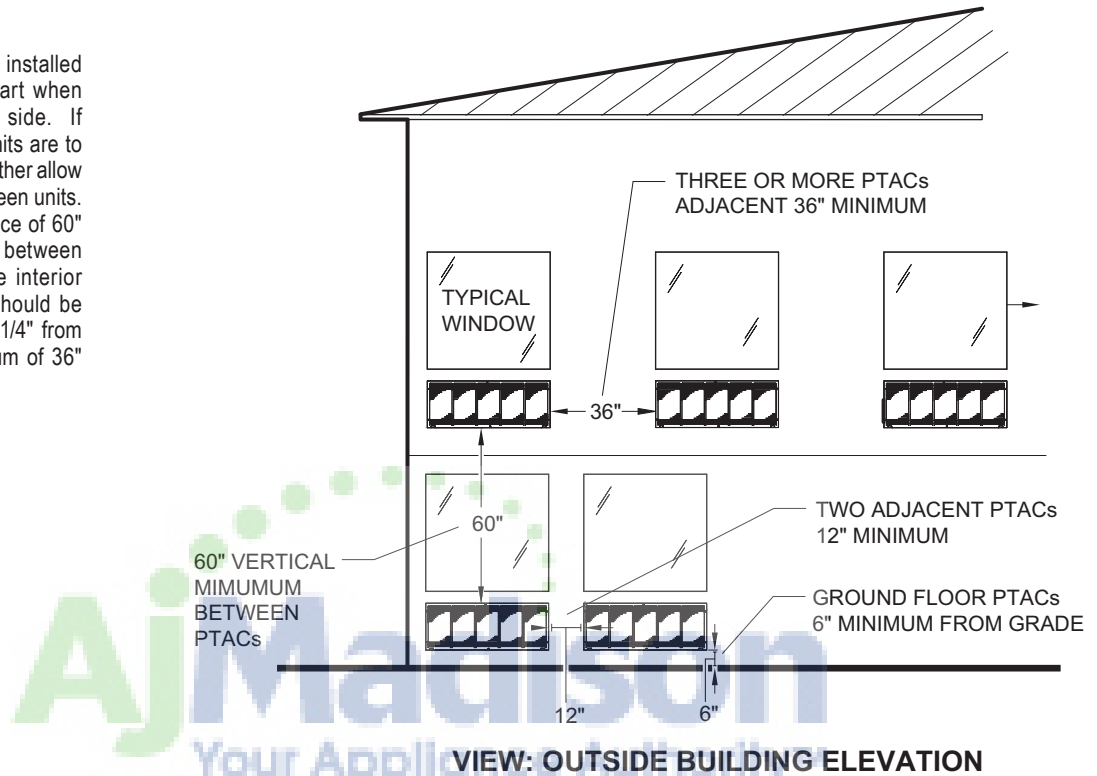 installed
art when
side. If
nits are to
ther allow
een units.
ce of 60"
between
e interior
hould be
1/4" from
um of 36"
THREE OR MORE PTACs
ADJACENT 36" MINIMUM
TYPICAL
WINDOW
36"
60"
TWO ADJACENT PTACs
12" MINIMUM
60" VERTICAL
MIMUMUM
BETWEEN
PTACs
GROUND FLOOR PTACs
6" MINIMUM FROM GRADE
12"
6"
AjMadison
Your Appliance Authority
VIEW: OUTSIDE BUILDING ELEVATION